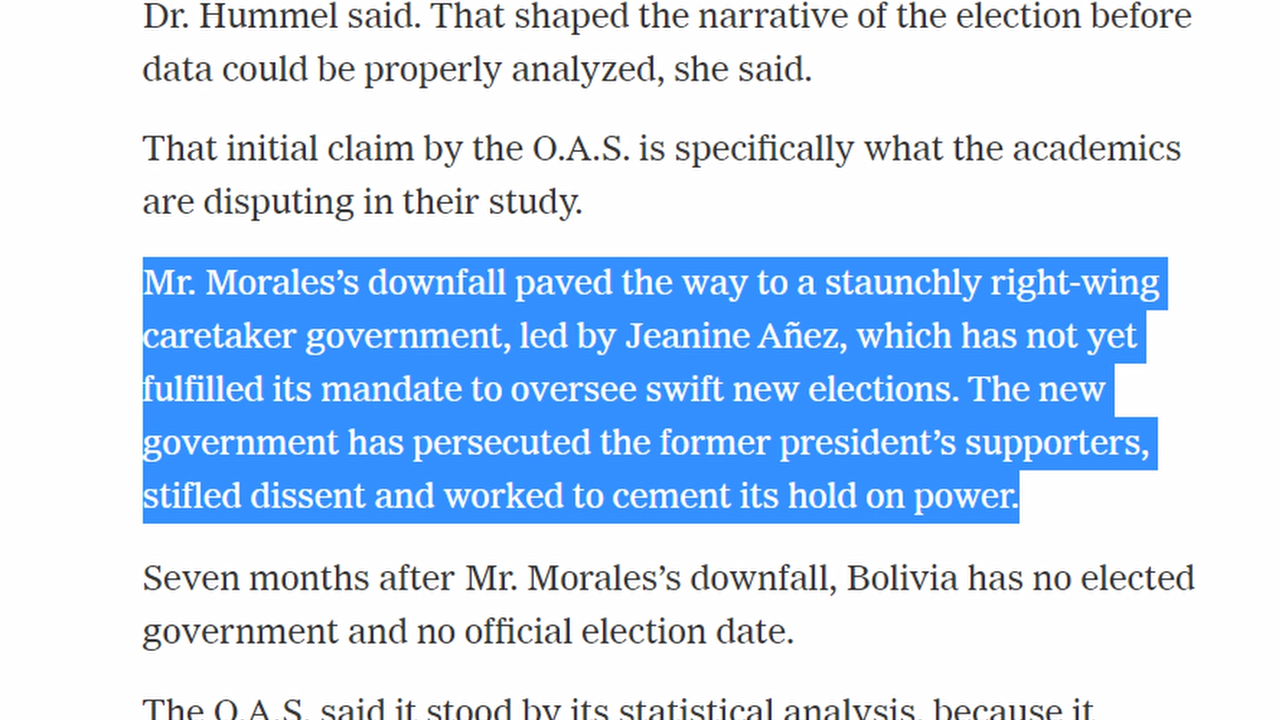 Dr. Hummel said. That shaped the narrative of the election before
data could be properly analyzed, she said.
That initial claim by the O.A.S. is specifically what the academics
are disputing in their study.
Mr. Morales’s downfall paved the way to a staunchly right-wing
caretaker government, led by Jeanine Añez, which has not yet
fulfilled its mandate to oversee swift new elections. The new
government has persecuted the former president’s supporters,
stifled dissent and worked to cement its hold on power.
Seven months after Mr. Morales’s downfall, Bolivia has no elected
government and no official election date.
The O.A.S. said it stood by its statistical analysis, because it